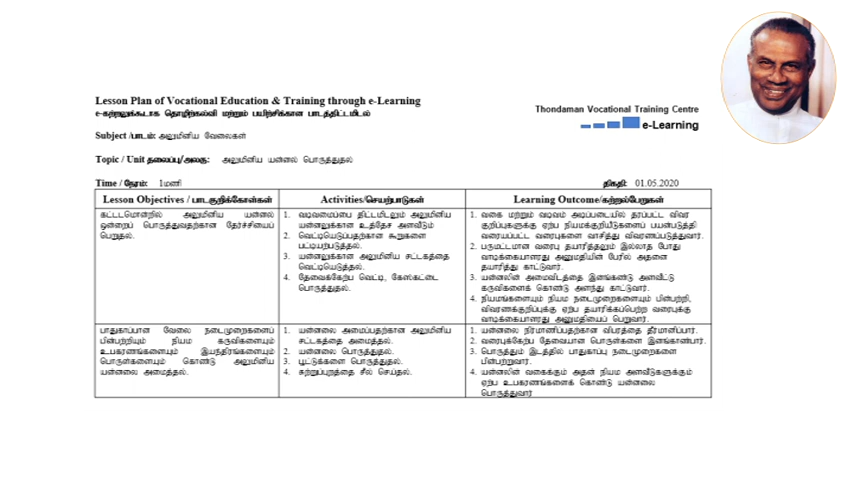 Lesson Plan of Vocational Education & Training through e-Learning
e-கற்றலுக்கூடாக தொழிற்கல்வி மற்றும் பயிற்சிக்கான பாடத்திட்டமிடல்
Thondaman Vocational Training Centre
e-Learning
Subject /பாடம்: அலுமினிய வேலைகள்
Topic / Unit தலைப்பு/அலகு: அலுமினிய யன்னல் பொருத்துதல்
Time / நேரம்: 1மணி
திகதி: 01.05.2020
Lesson Objectives / பாடகுறிக்கோள்கள்
Activities/செயற்பாடுகள்
Learning Outcome/கற்றல்பேறுகள்
கட்டடமொன்றில் அலுமினிய யன்னல்
ஒன்றைப் பொருத்துவதற்கான தேர்ச்சியைப்
பெறுதல்.
1. வடிவமைப்பை திட்டமிடலும் அலுமினிய
யன்னலுக்கான உத்தேச அளவீடும்
2. வெட்டியெடுப்பதற்கான கூறுகளை
பட்டியற்படுத்தல்.
3. யன்னலுக்கான அலுமினிய சட்டகத்தை
வெட்டியெடுத்தல்.
4. தேவைக்கேற்ப வெட்டி, கேஸ்கட்டை
பொருத்துதல்.
1. வகை மற்றும் வடிவம் அடிப்படையில் தரப்பட்ட விவர
குறிப்புகளுக்கு ஏற்ப நியமக்குறியீடுகளைப் பயன்படுத்தி
வரையப்பட்ட வரைபுகளை வாசித்து விவரணப்படுத்துவார்.
2. பருமட்டமான வரைபு தயாரித்தலும் இல்லாத போது
வாடிக்கையாளரது அனுமதியின் பேரில் அதனை
தயாரித்து காட்டுவார்.
3. யன்னலின் அமைவிடத்தை இனங்கண்டு அளவீட்டு
கருவிகளைக் கொண்டு அளந்து காட்டுவார்.
4. நியமங்களையும் நியம நடைமுறைகளையும் பின்பற்றி,
விவரணக்குறிப்புக்கு ஏற்ப தயாரிக்கப்பெற்ற வரைபுக்கு
வாடிக்கையாளரது அனுமதியைப் பெறுவார்.
பாதுகாப்பான வேலை நடைமுறைகளைப்
பின்பற்றியும் நியம கருவிகளையும்
உபகரணங்களையும் இயந்திரங்களையும்
பொருள்களையும் கொண்டு அலுமினிய
யன்னலை அமைத்தல்.
1. யன்னலை அமைப்பதற்கான அலுமினிய
சட்டகத்தை அமைத்தல்.
2. யன்னலை பொருத்துதல்.
3. பூட்டுக்களை பொருத்துதல்.
4. சுற்றுப்புறத்தை சீல் செய்தல்.
1. யன்னலை நிர்மாணிப்பதற்கான விபரத்தை தீர்மானிப்பார்.
2. வரைபுக்கேற்ப தேவையான பொருள்களை இனங்காண்பார்.
3. பொருத்தும் இடத்தில் பாதுகாப்பு நடைமுறைகளை
பின்பற்றுவார்.
4. யன்னலின் வகைக்கும் அதன் நியம அளவீடுகளுக்கும்
ஏற்ப உபகரணங்களைக் கொண்டு யன்னலை
பொருத்துவார்